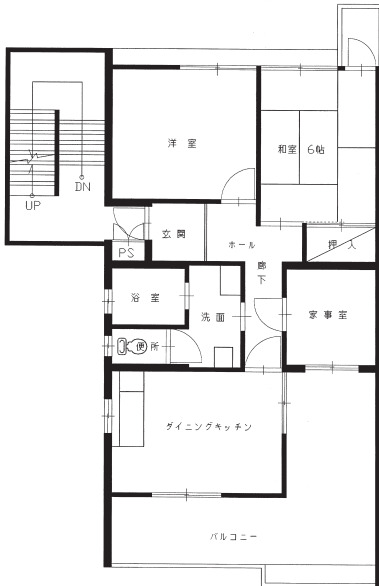 洋室
和室 6帖
DN
UP
玄関
ホール
押入
PS
廊下
浴室
洗面
家事室
便所
ダイニングキッチン
バルコニー